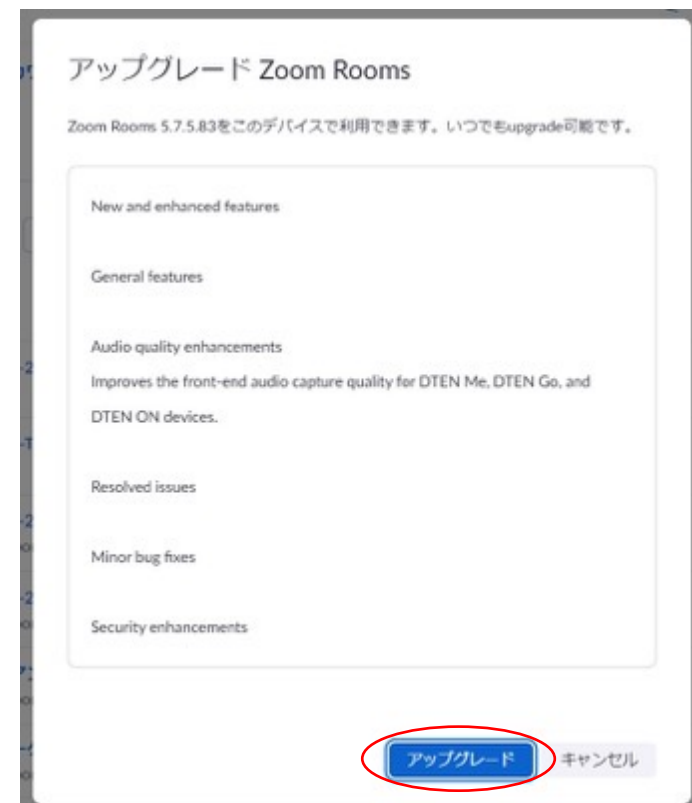 アップグレード Zoom Rooms
Zoom Rooms 5.7.5.83をこのデバイスで利用できます。いつでもupgrade可能です。
New and enhanced features
General features
Audio quality enhancements
Improves the front-end audio capture quality for DTEN Me, DTEN Go, and
DTEN ON devices.
Resolved issues
Minor bug fixes
Security enhancements
アップグレード キャンセル